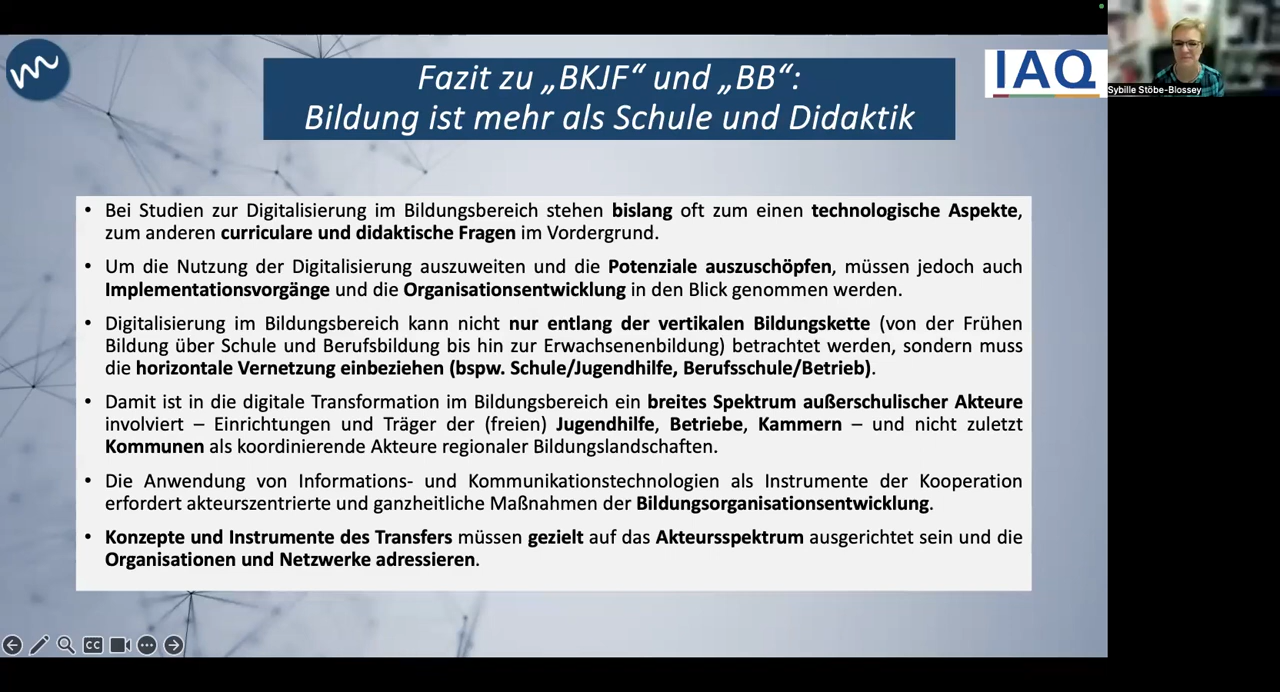 Fazit zu „BKJF“ und „BB“:
Bildung ist mehr als Schule und Didaktik
IAQ
Sybille Stöbe-Blossey
• Bei Studien zur Digitalisierung im Bildungsbereich stehen bislang oft zum einen technologische Aspekte,
zum anderen curriculare und didaktische Fragen im Vordergrund.
• Um die Nutzung der Digitalisierung auszuweiten und die Potenziale auszuschöpfen, müssen jedoch auch
Implementationsvorgänge und die Organisationsentwicklung in den Blick genommen werden.
• Digitalisierung im Bildungsbereich kann nicht nur entlang der vertikalen Bildungskette (von der Frühen
Bildung über Schule und Berufsbildung bis hin zur Erwachsenenbildung) betrachtet werden, sondern muss
die horizontale Vernetzung einbeziehen (bspw. Schule/Jugendhilfe, Berufsschule/Betrieb).
• Damit ist in die digitale Transformation im Bildungsbereich ein breites Spektrum außerschulischer Akteure
involviert – Einrichtungen und Träger der (freien) Jugendhilfe, Betriebe, Kammern – und nicht zuletzt
Kommunen als koordinierende Akteure regionaler Bildungslandschaften.
• Die Anwendung von Informations- und Kommunikationstechnologien als Instrumente der Kooperation
erfordert akteurszentrierte und ganzheitliche Maßnahmen der Bildungsorganisationsentwicklung.
• Konzepte und Instrumente des Transfers müssen gezielt auf das Akteursspektrum ausgerichtet sein und die
Organisationen und Netzwerke adressieren.
CC